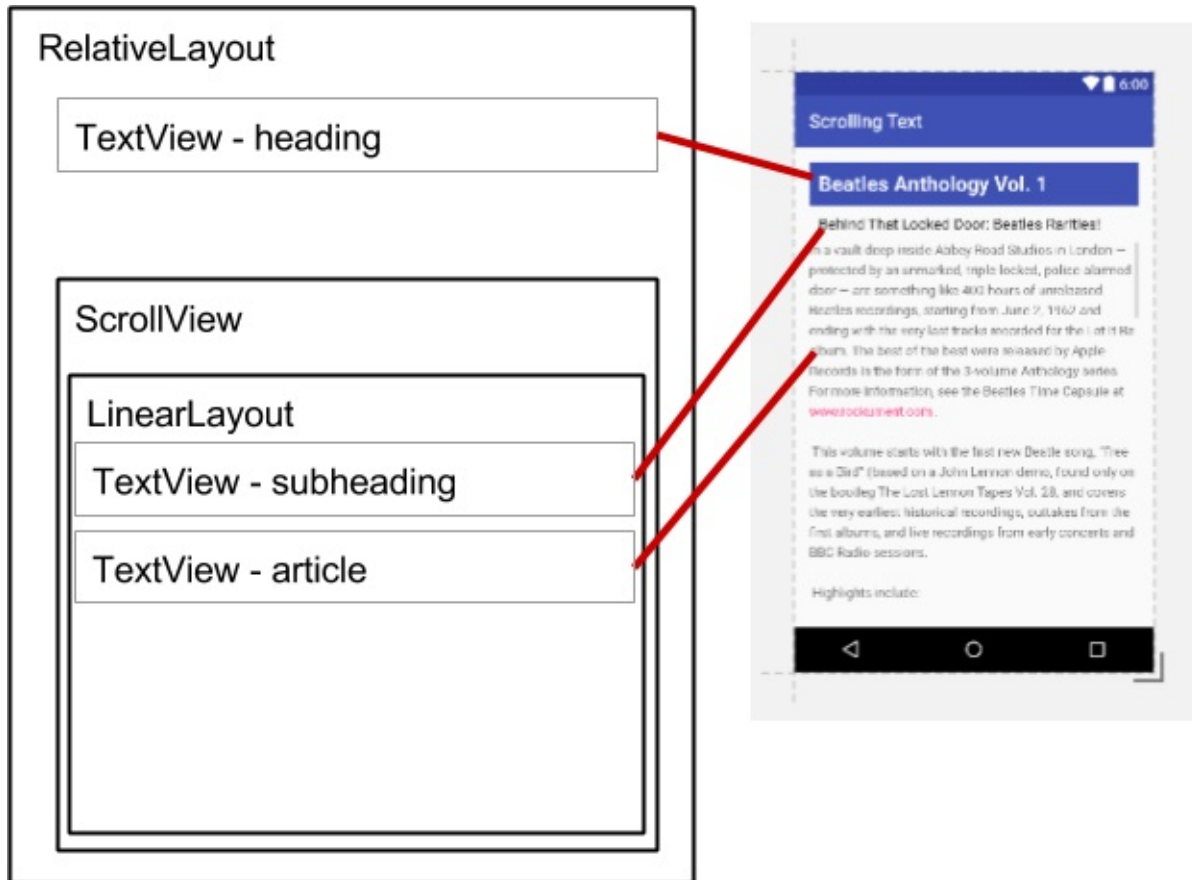 RelativeLayout
TextView - heading
ScrollView
LinearLayout
TextView - subheading
TextView - article
6:00
Scrolling Text
Beatles Anthology Vol. 1
Behind That Locked Door: Beatles Rarities!
In a vault deep inside Abbey Road Studios in London —
protected by an unmarked, triple locked, police alarmed
door — are something like 400 hours of unreleased
Beatles recordings, starting from June 2, 1962 and
ending with the very last tracks recorded for the Let It Be
album. The best of the best were released by Apple
Records in the form of the 3-volume Anthology series.
For more information, see the Beatles Time Capsule at
www.rockument.com.
This volume starts with the first new Beatle song, "Free
as a Bird" (based on a John Lennon demo, found only on
the bootleg The Lost Lennon Tapes Vol. 28, and covers
the very earliest historical recordings, outtakes from the
first albums, and live recordings from early concerts and
BBC Radio sessions.
Highlights include: